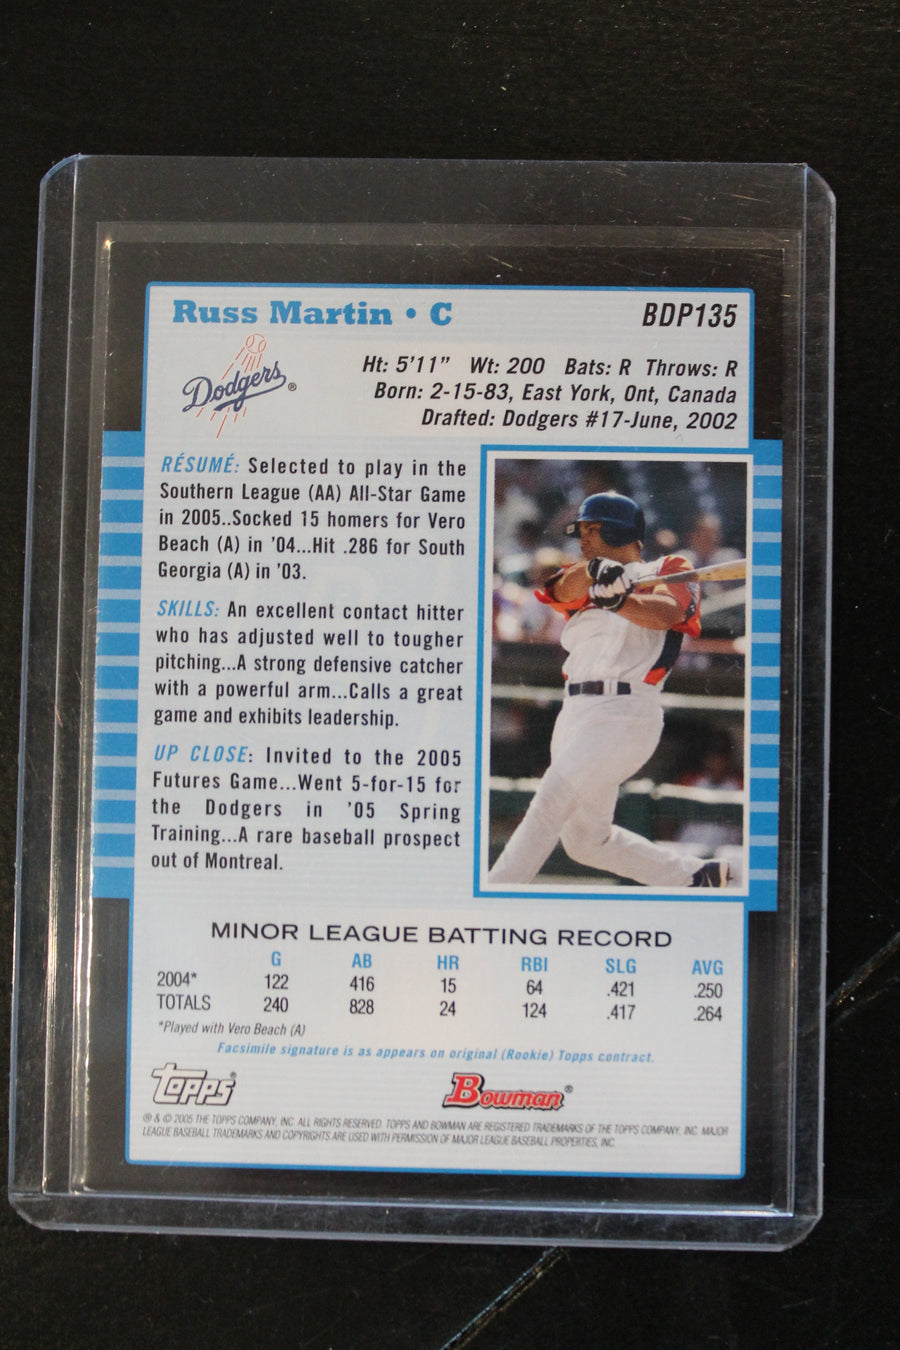 Russ Martin • C
BDP135
Dodgers®
Ht: 5'11" Wt: 200 Bats: R Throws: R
Born: 2-15-83, East York, Ont, Canada
Drafted: Dodgers #17-June, 2002
RÉSUMÉ: Selected to play in the
Southern League (AA) All-Star Game
in 2005..Socked 15 homers for Vero
Beach (A) in '04...Hit .286 for South
Georgia (A) in '03.
SKILLS: An excellent contact hitter
who has adjusted well to tougher
pitching...A strong defensive catcher
with a powerful arm...Calls a great
game and exhibits leadership.
UP CLOSE: Invited to the 2005
Futures Game...Went 5-for-15 for
the Dodgers in '05 Spring
Training...A rare baseball prospect
out of Montreal.
MINOR LEAGUE BATTING RECORD
G AB HR RBI SLG AVG
2004* 122 416 15 64 .421 .250
TOTALS 240 828 24 124 .417 .264
*Played with Vero Beach (A)
Facsimile signature is as appears on original (Rookie) Topps contract.
Topps®
Bowman®
® & © 2005 THE TOPPS COMPANY, INC. ALL RIGHTS RESERVED. TOPPS AND BOWMAN ARE REGISTERED TRADEMARKS OF THE TOPPS COMPANY, INC. MAJOR
LEAGUE BASEBALL TRADEMARKS AND COPYRIGHTS ARE USED WITH PERMISSION OF MAJOR LEAGUE BASEBALL PROPERTIES, INC.